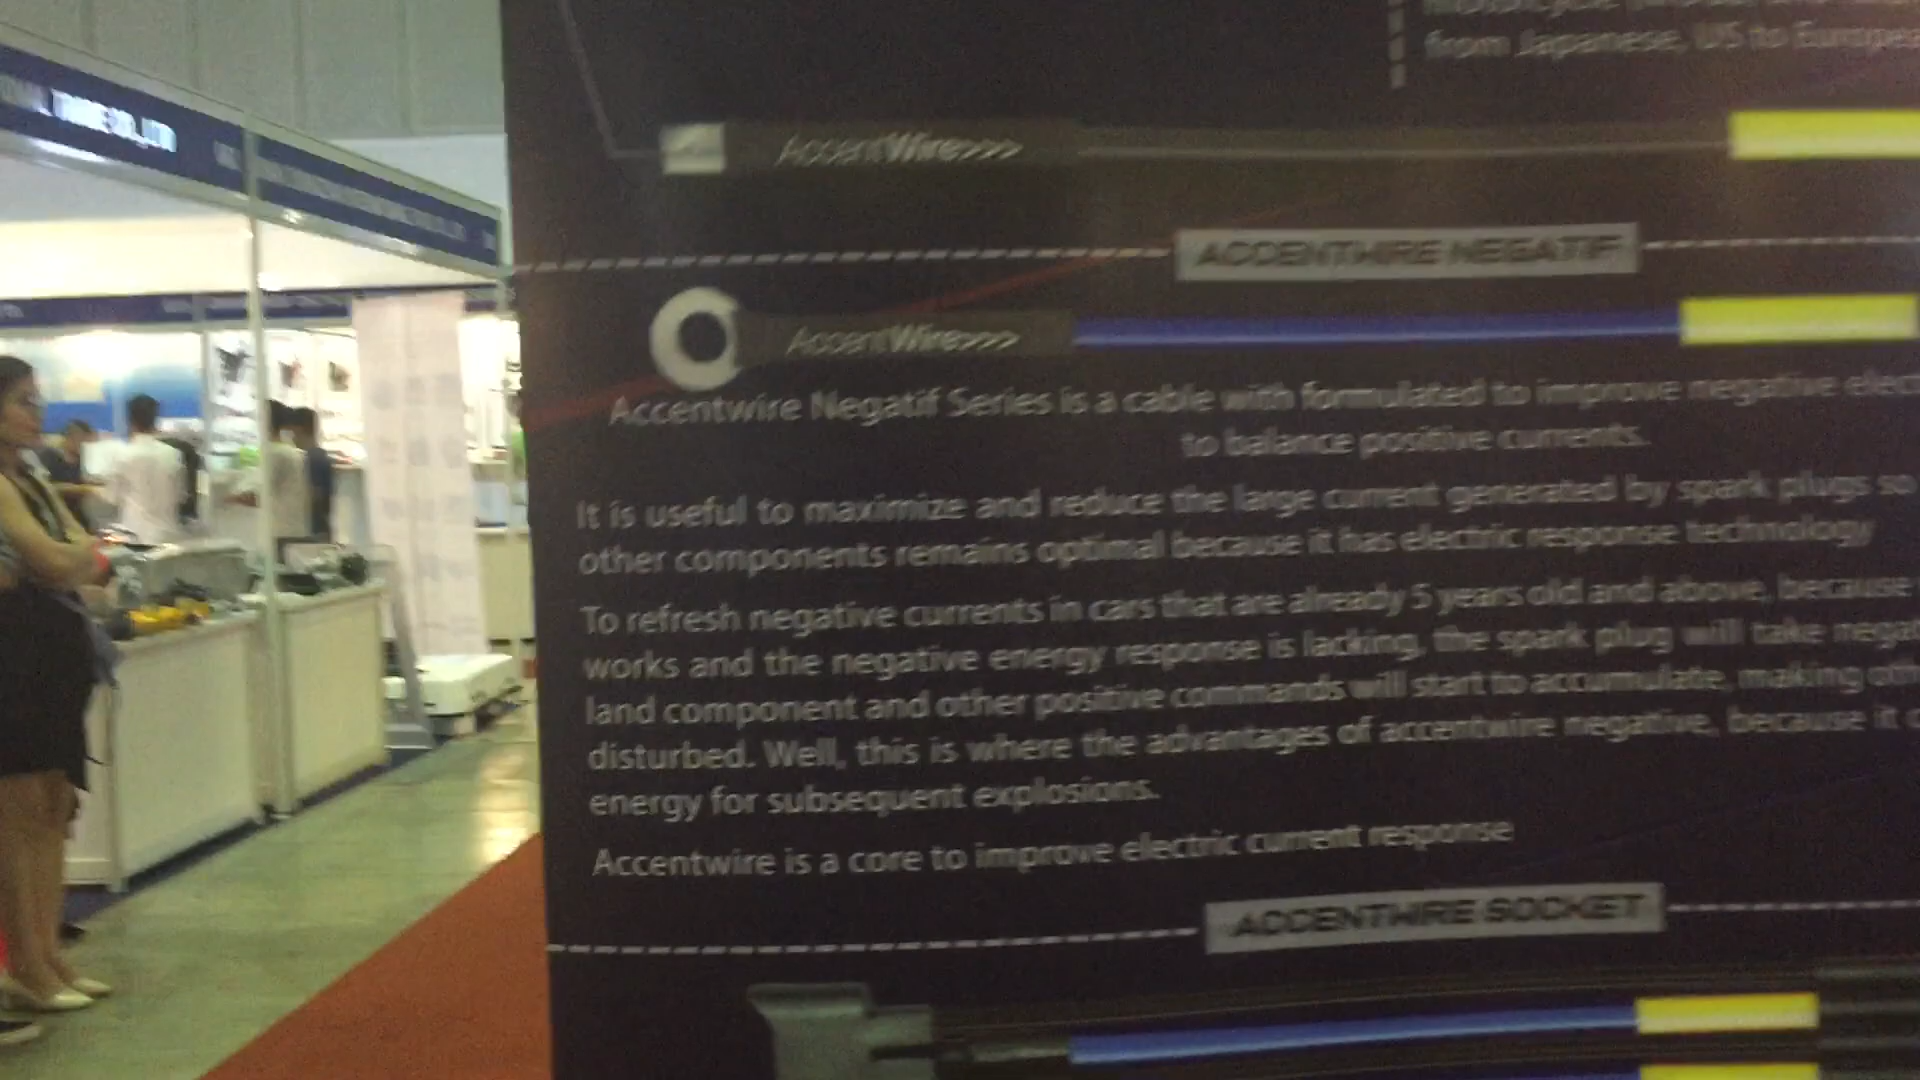 from Japanese, US to Europe
AccentWire>>>
ACCENTWIRE NEGATIF
AccentWire>>>
Accentwire Negatif Series is a cable with formulated to improve negative elec
to balance positive currents.
It is useful to maximize and reduce the large current generated by spark plugs so
other components remains optimal because it has electric response technology
To refresh negative currents in cars that are already 5 years old and above, because
works and the negative energy response is lacking, the spark plug will take negat
land component and other positive commands will start to accumulate, making oth
disturbed. Well, this is where the advantages of accentwire negative, because it c
energy for subsequent explosions.
Accentwire is a core to improve electric current response
ACCENTWIRE SOCKET